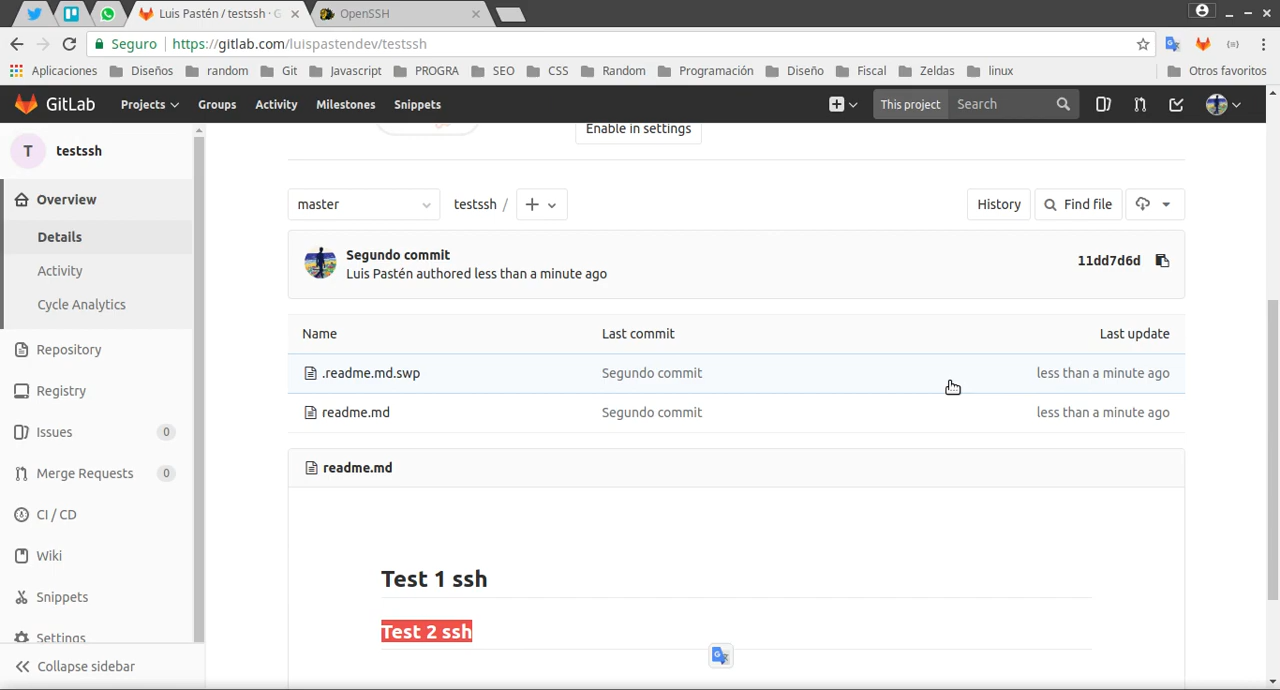 Luis Pastén / testssh · G
OpenSSH
Seguro
https://gitlab.com/luispastendev/testssh
Aplicaciones
Diseños
random
Git
Javascript
PROGRA
SEO
CSS
Random
Programación
Diseño
Fiscal
Zeldas
linux
Otros favoritos
GitLab
Projects
Groups
Activity
Milestones
Snippets
This project
Search
T
testssh
Overview
Details
Activity
Cycle Analytics
Repository
Registry
Issues
0
Merge Requests
0
CI / CD
Wiki
Snippets
Settings
Collapse sidebar
Enable in settings
master
testssh /
History
Find file
Segundo commit
Luis Pastén authored less than a minute ago
11dd7d6d
Name
Last commit
Last update
.readme.md.swp
Segundo commit
less than a minute ago
readme.md
Segundo commit
less than a minute ago
readme.md
Test 1 ssh
Test 2 ssh